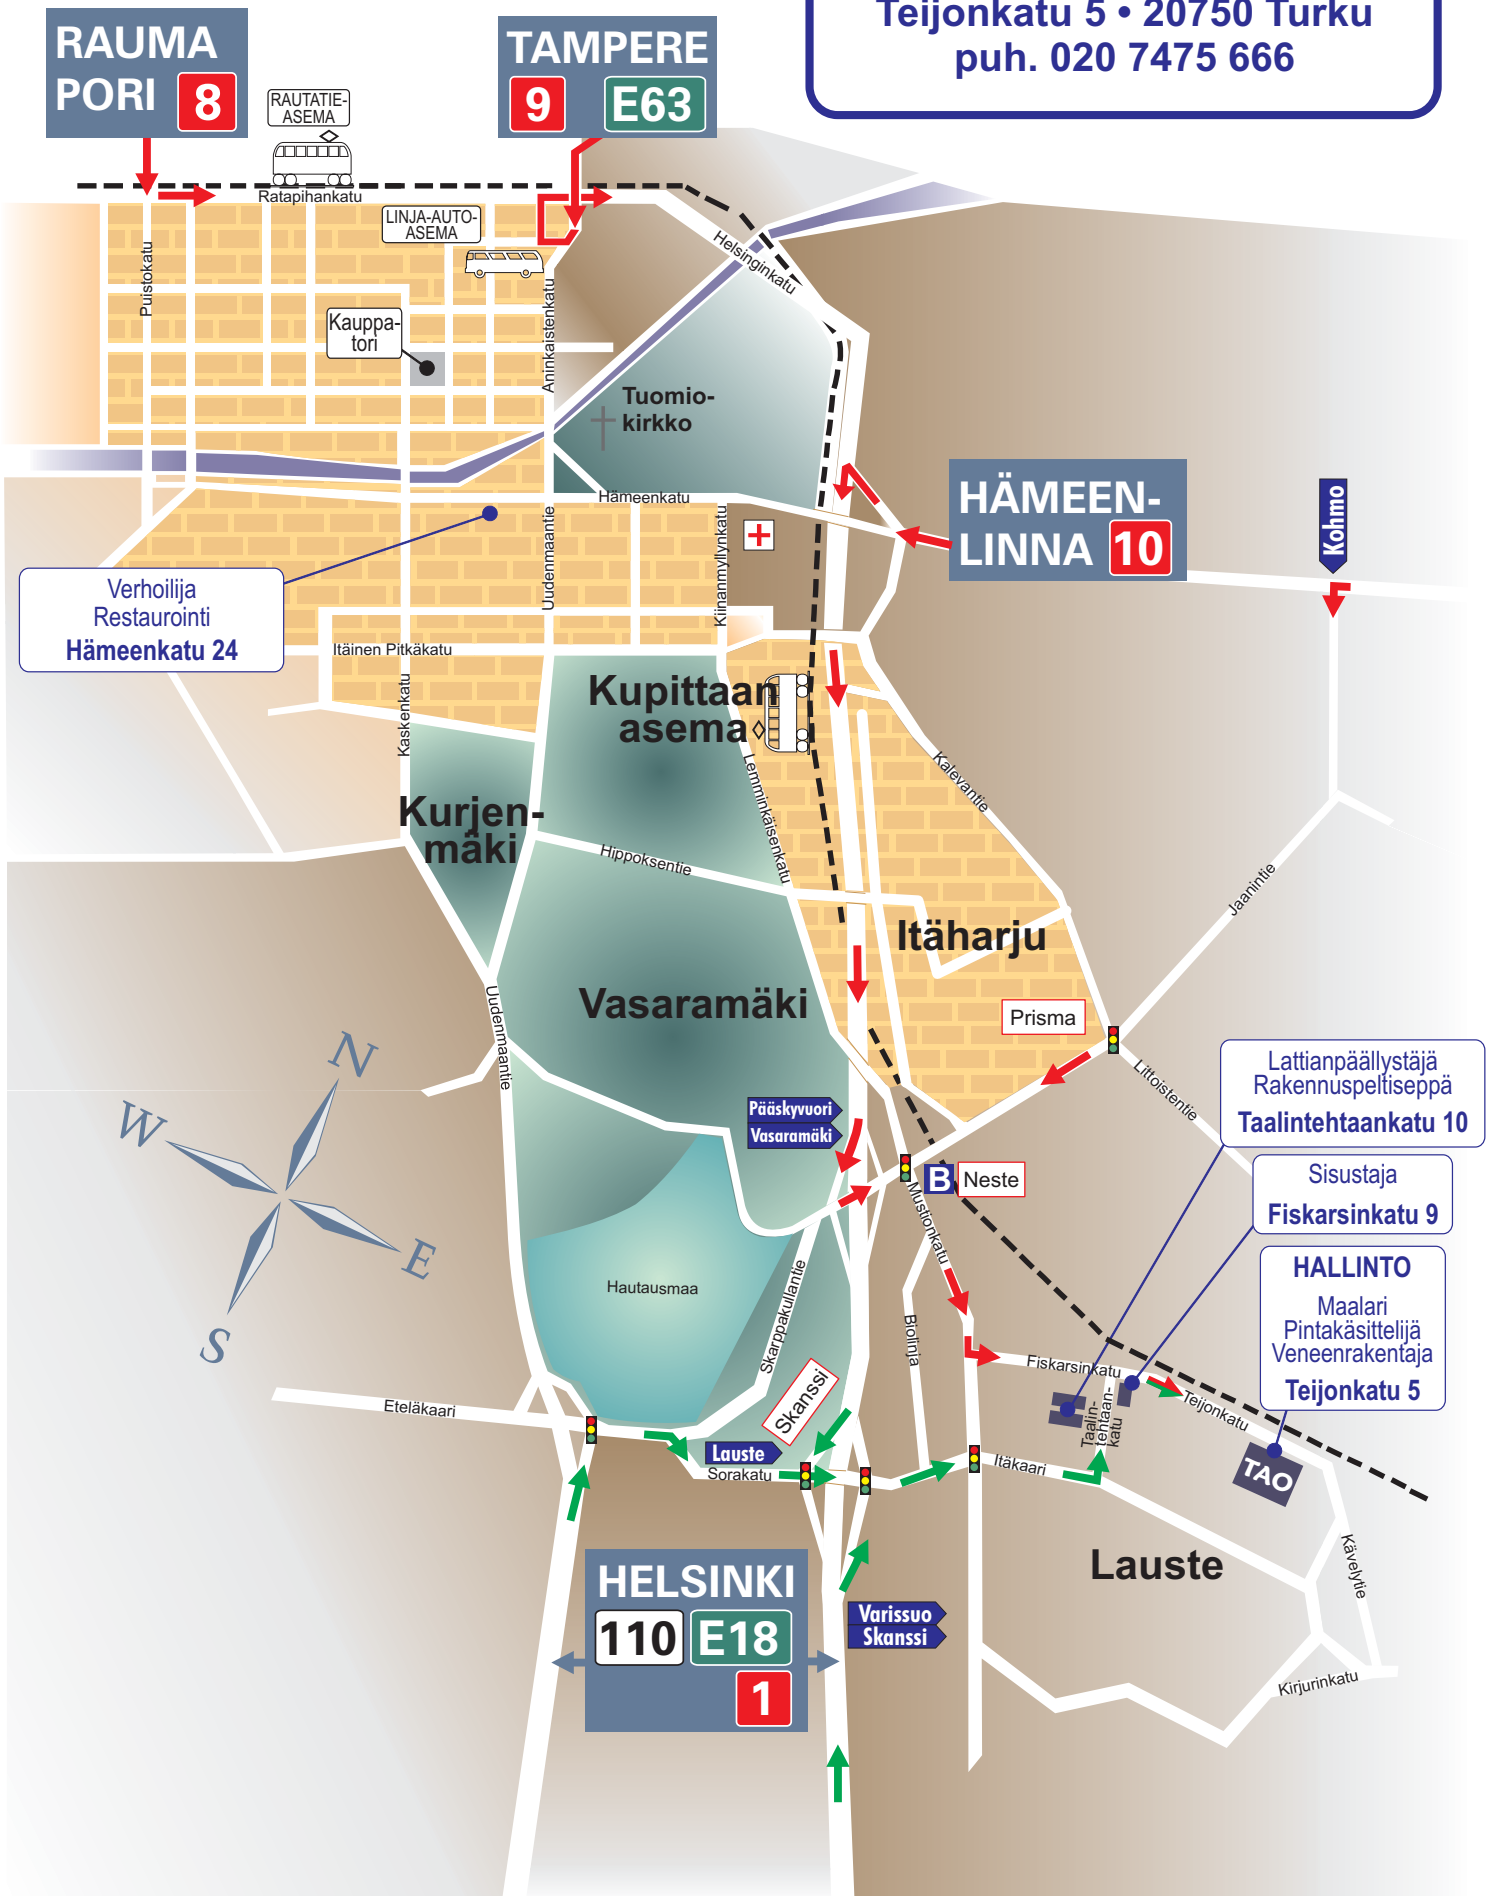 Teijonkatu 5 • 20750 Turku
puh. 020 7475 666
RAUMA
PORI 8
TAMPERE
9 E63
RAUTATIE-
ASEMA
Ratapihankatu
LINJA-AUTO-
ASEMA
Puistokatu
Helsinginkatu
Aninkaistenkatu
Kauppa-
tori
Tuomio-
kirkko
HÄMEEN-
LINNA 10
Kohmo
Hämeenkatu
Uudenmaantie
Kiinanmyllynkatu
Verhoilija
Restaurointi
Hämeenkatu 24
Itäinen Pitkäkatu
Kaskenkatu
Kupittaan
asema
Lemminkäisenkatu
Kalevantie
Kurjen-
mäki
Hippoksentie
Jaanintie
Itäharju
Vasaramäki
Uudenmaantie
Prisma
Littoistentie
Lattianpäällystäjä
Rakennuspeltiseppä
Taalintehtaankatu 10
Pääskyvuori
Vasaramäki
B Neste
Mustionkatu
Sisustaja
Fiskarsinkatu 9
N
W
E
S
Hautausmaa
Skarppakullantie
Biolinja
HALLINTO
Maalari
Pintakäsittelijä
Veneenrakentaja
Teijonkatu 5
Fiskarsinkatu
Teijonkatu
Taalin-
tehtaan-
katu
Skanssi
Eteläkaari
Lauste
Sorakatu
Itäkaari
TAO
Kävelytie
Lauste
HELSINKI
110 E18
1
Varissuo
Skanssi
Kirjurinkatu